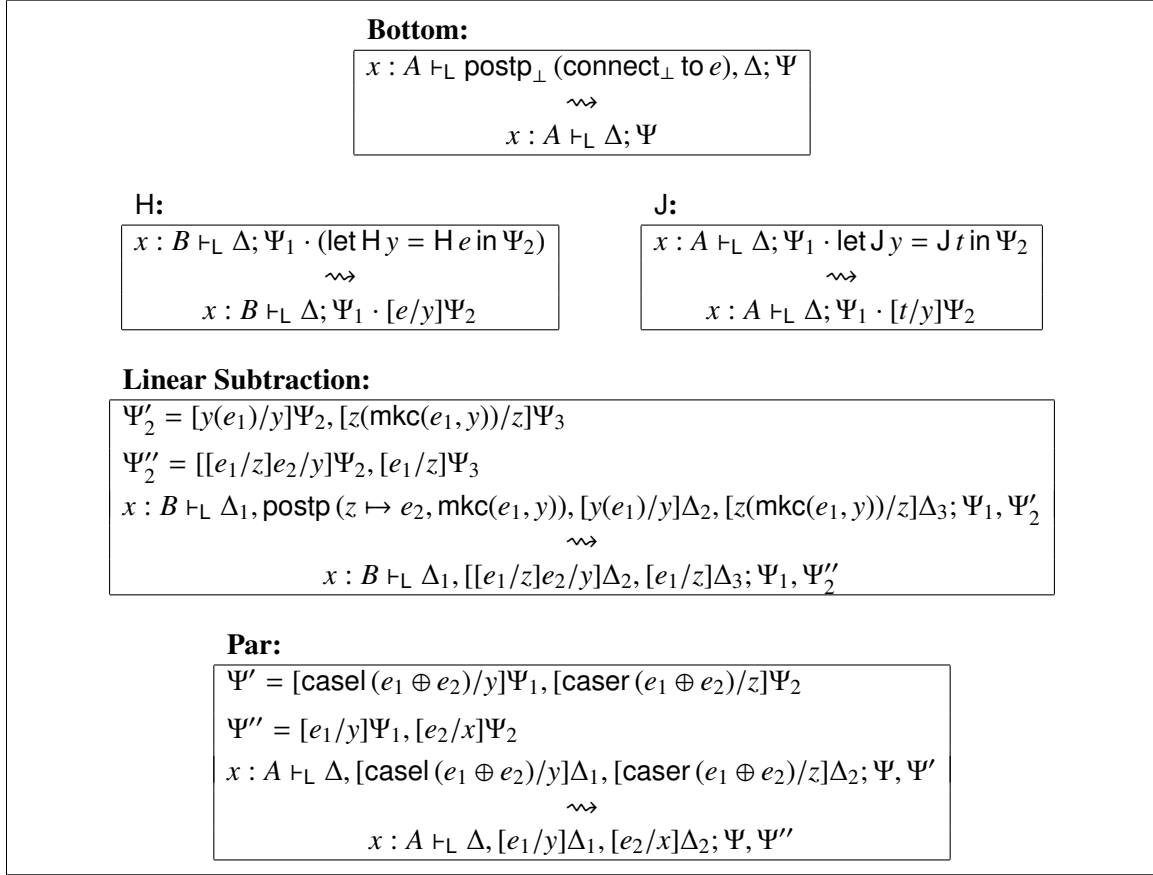 Bottom:
x : A ⊢L postp⊥ (connect⊥ to e), Δ; Ψ
⇝
x : A ⊢L Δ; Ψ
H:
x : B ⊢L Δ; Ψ1 · (let H y = H e in Ψ2)
⇝
x : B ⊢L Δ; Ψ1 · [e/y]Ψ2
J:
x : A ⊢L Δ; Ψ1 · let J y = J t in Ψ2
⇝
x : A ⊢L Δ; Ψ1 · [t/y]Ψ2
Linear Subtraction:
Ψ′2 = [y(e1)/y]Ψ2, [z(mkc(e1, y))/z]Ψ3
Ψ′′2 = [[e1/z]e2/y]Ψ2, [e1/z]Ψ3
x : B ⊢L Δ1, postp (z ↦ e2, mkc(e1, y)), [y(e1)/y]Δ2, [z(mkc(e1, y))/z]Δ3; Ψ1, Ψ′2
⇝
x : B ⊢L Δ1, [[e1/z]e2/y]Δ2, [e1/z]Δ3; Ψ1, Ψ′′2
Par:
Ψ′ = [casel (e1 ⊕ e2)/y]Ψ1, [caser (e1 ⊕ e2)/z]Ψ2
Ψ′′ = [e1/y]Ψ1, [e2/x]Ψ2
x : A ⊢L Δ, [casel (e1 ⊕ e2)/y]Δ1, [caser (e1 ⊕ e2)/z]Δ2; Ψ, Ψ′
⇝
x : A ⊢L Δ, [e1/y]Δ1, [e2/x]Δ2; Ψ, Ψ′′